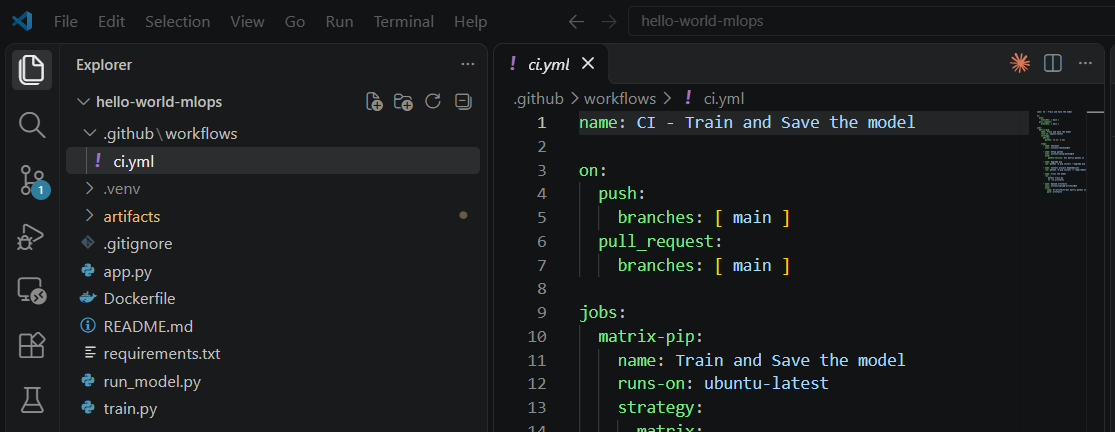 File Edit Selection View Go Run Terminal Help
hello-world-mlops
Explorer
hello-world-mlops
.github\workflows
! ci.yml
.venv
artifacts
.gitignore
app.py
Dockerfile
README.md
requirements.txt
run_model.py
train.py
1
! ci.yml
.github > workflows > ! ci.yml
1 name: CI - Train and Save the model
2
3 on:
4 push:
5 branches: [ main ]
6 pull_request:
7 branches: [ main ]
8
9 jobs:
10 matrix-pip:
11 name: Train and Save the model
12 runs-on: ubuntu-latest
13 strategy:
14 matrix: